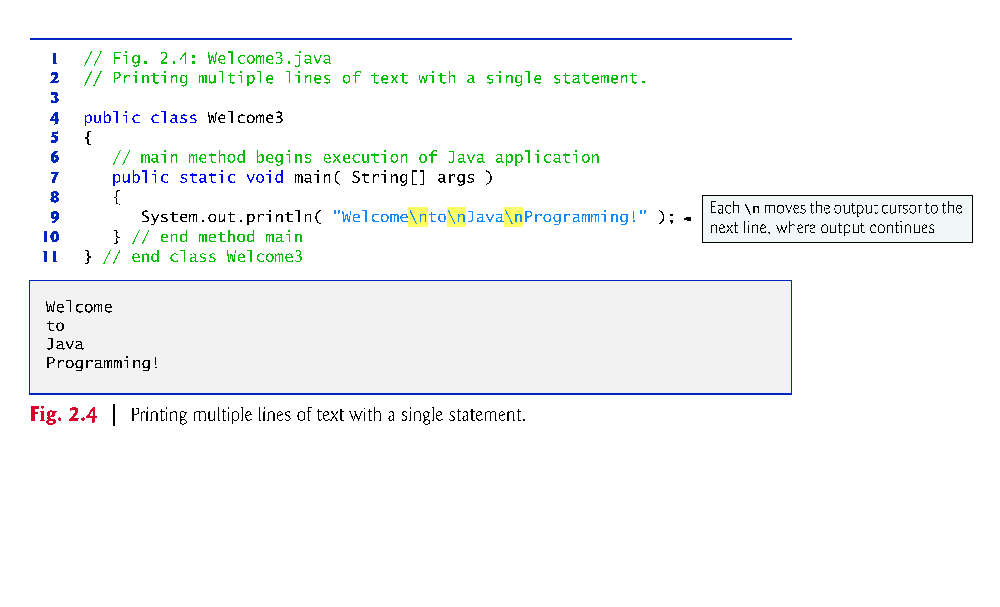 1 // Fig. 2.4: Welcome3.java
2 // Printing multiple lines of text with a single statement.
3
4 public class Welcome3
5 {
6    // main method begins execution of Java application
7    public static void main( String[] args )
8    {
9       System.out.println( "Welcome\nto\nJava\nProgramming!" );
Each \n moves the output cursor to the
next line, where output continues
10    } // end method main
11 } // end class Welcome3
Welcome
to
Java
Programming!
Fig. 2.4 | Printing multiple lines of text with a single statement.